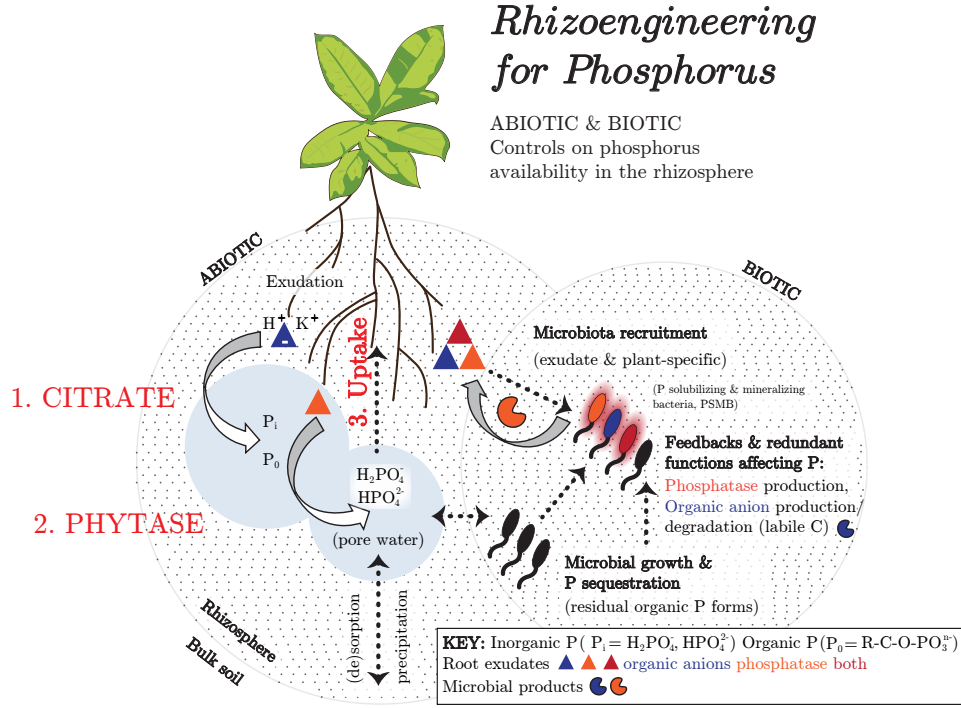 Rhizoengineering
for Phosphorus
ABIOTIC & BIOTIC
Controls on phosphorus
availability in the rhizosphere
ABIOTIC
BIOTIC
Exudation
H⁺ K⁺
-
1. CITRATE
Pᵢ
P₀
2. PHYTASE
3. Uptake
H₂PO₄⁻
HPO₄²⁻
(pore water)
(de)sorption
precipitation
Rhizosphere
Bulk soil
Microbiota recruitment
(exudate & plant-specific)
(P solubilizing & mineralizing
bacteria, PSMB)
Feedbacks & redundant
functions affecting P:
Phosphatase production,
Organic anion production/
degradation (labile C)
Microbial growth &
P sequestration
(residual organic P forms)
KEY: Inorganic P( Pᵢ= H₂PO₄⁻, HPO₄²⁻) Organic P(P₀= R-C-O-PO₃ⁿ⁻)
Root exudates organic anions phosphatase both
Microbial products